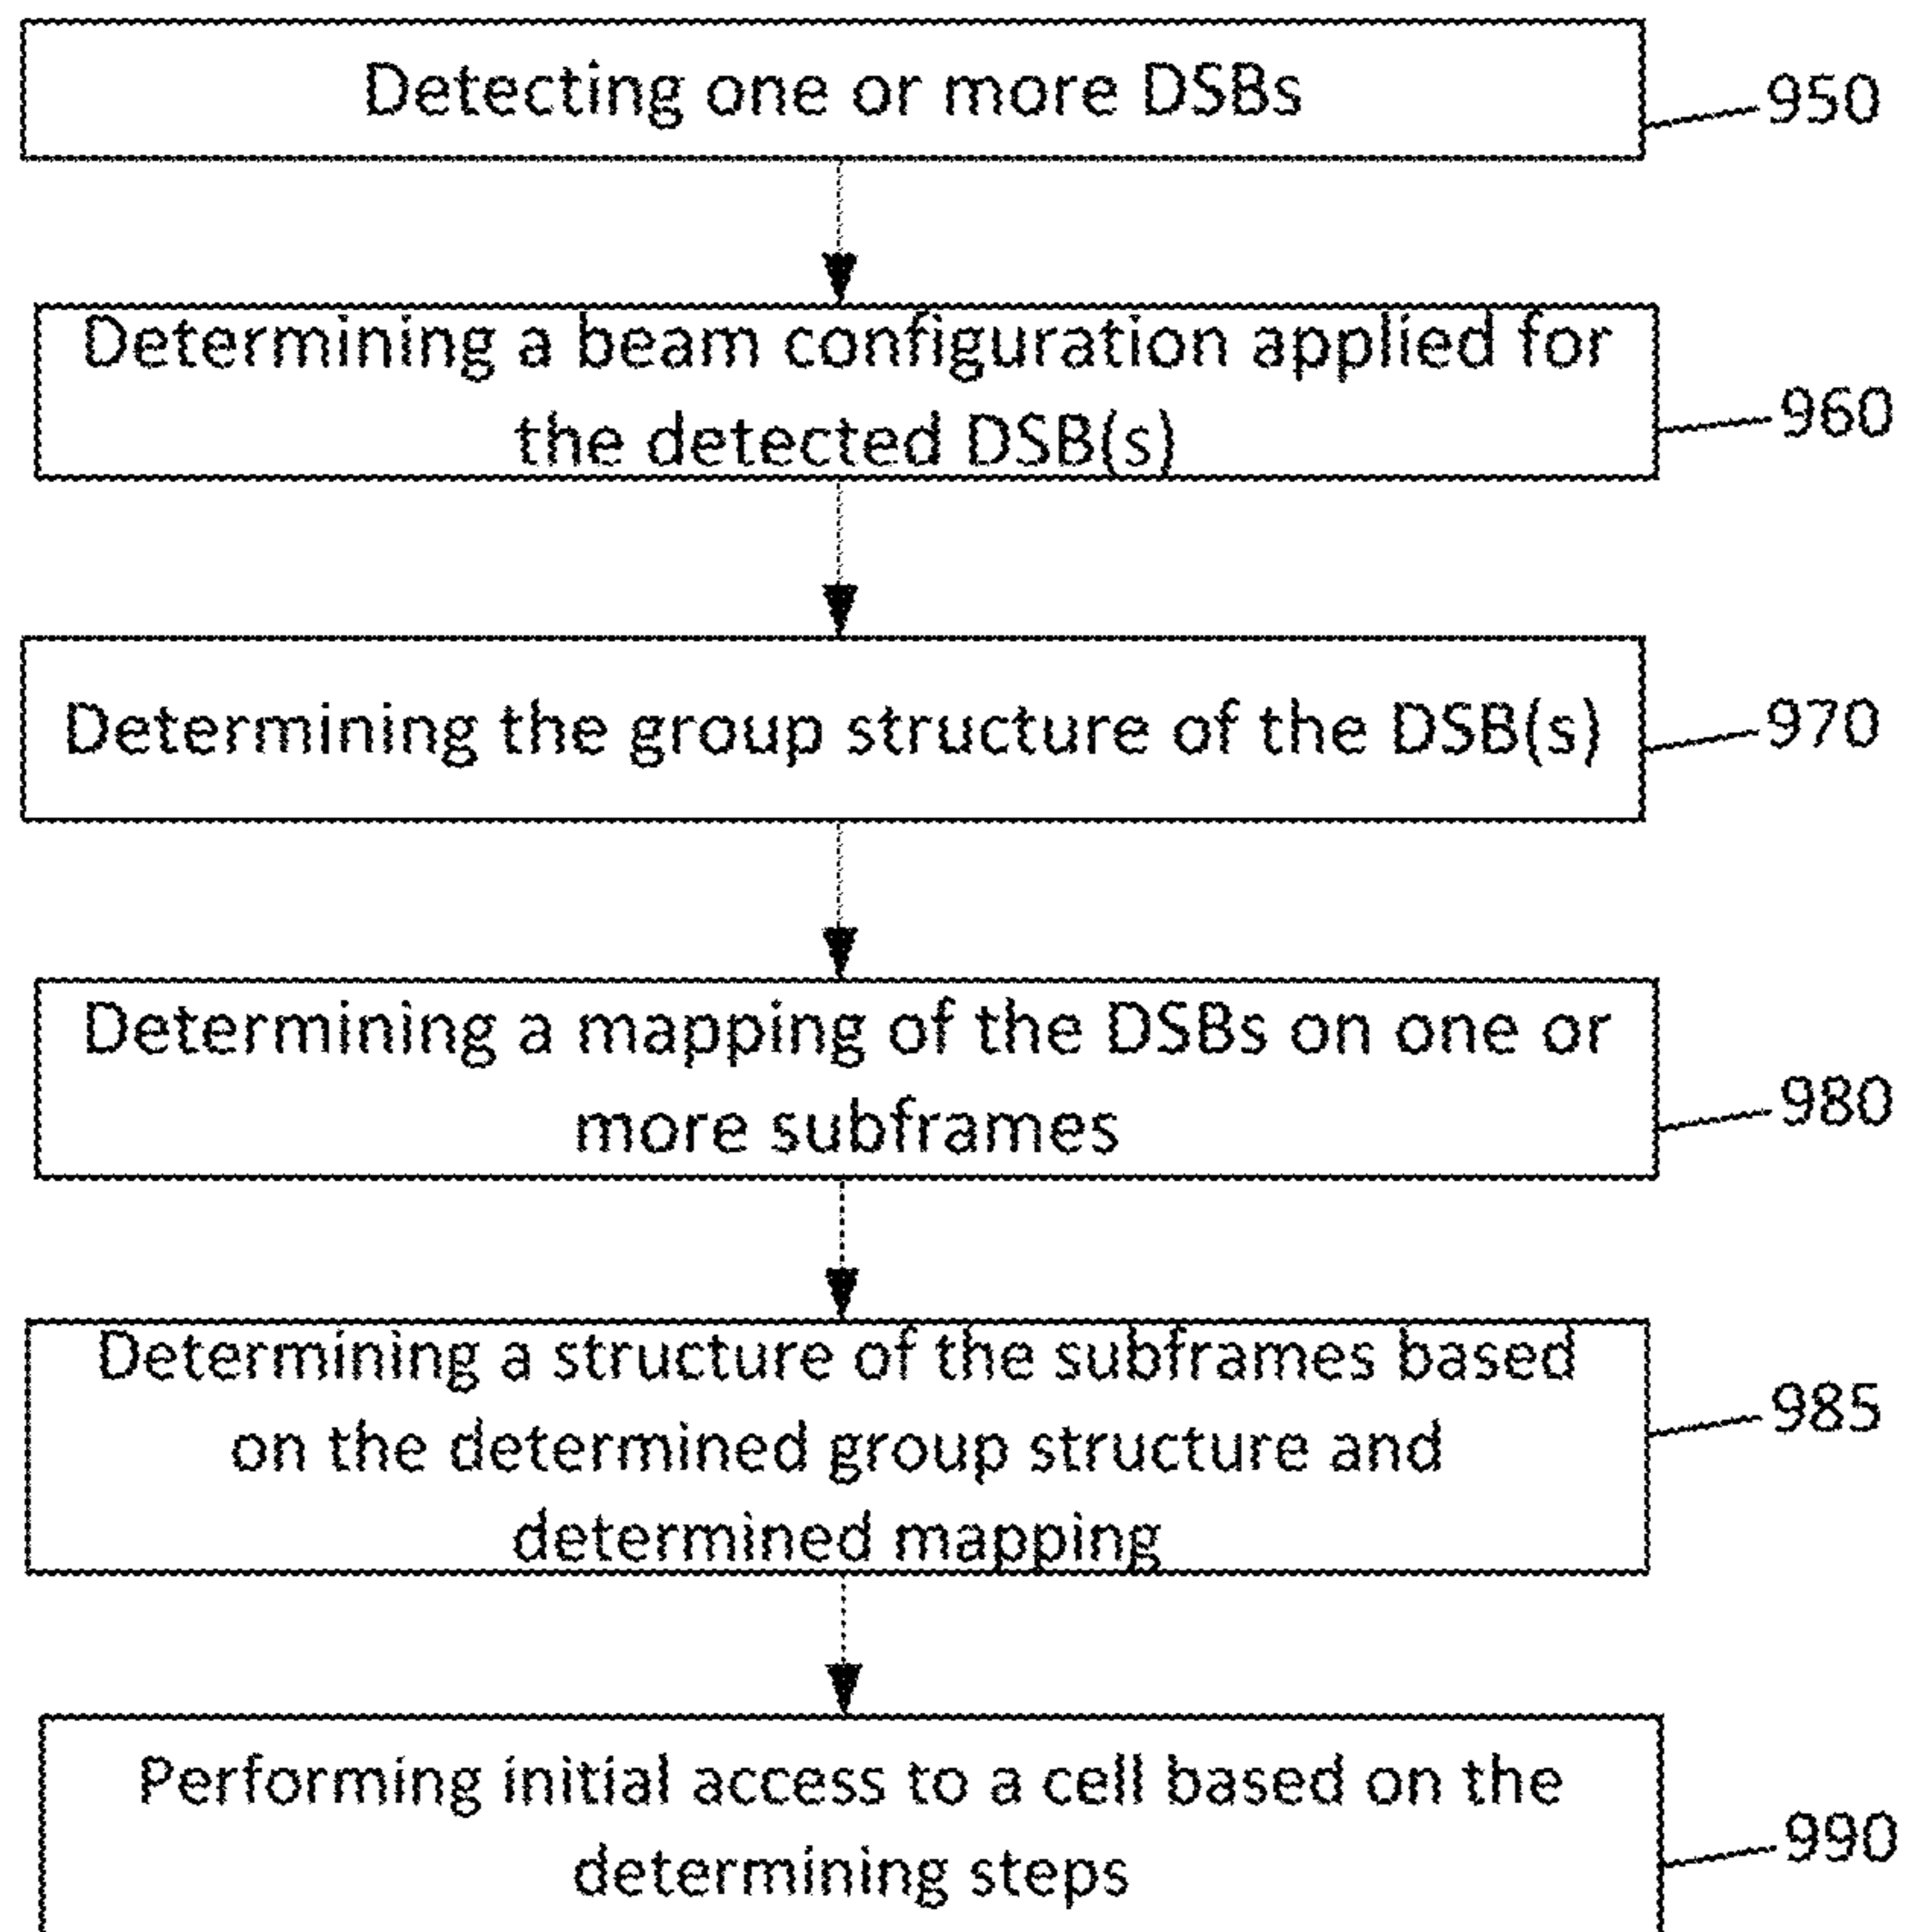 Detecting one or more DSBs
950
Determining a beam configuration applied for
the detected DSB(s)
960
Determining the group structure of the DSB(s)
970
Determining a mapping of the DSBs on one or
more subframes
980
Determining a structure of the subframes based
on the determined group structure and
determined mapping
985
Performing initial access to a cell based on the
determining steps
990